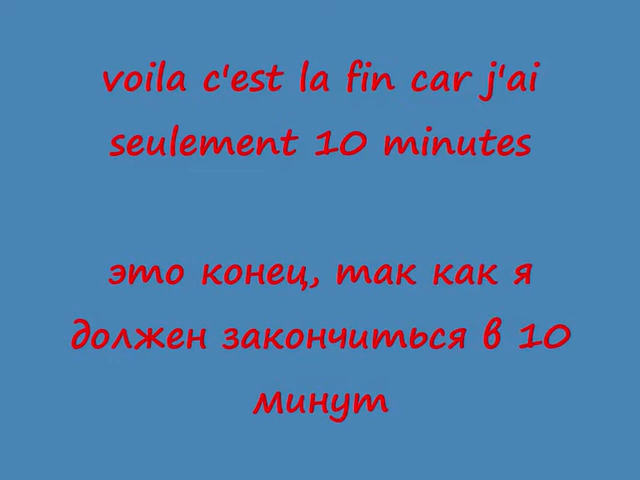 voila c'est la fin car j'ai
seulement 10 minutes
это конец, так как я
должен закончиться в 10
минут